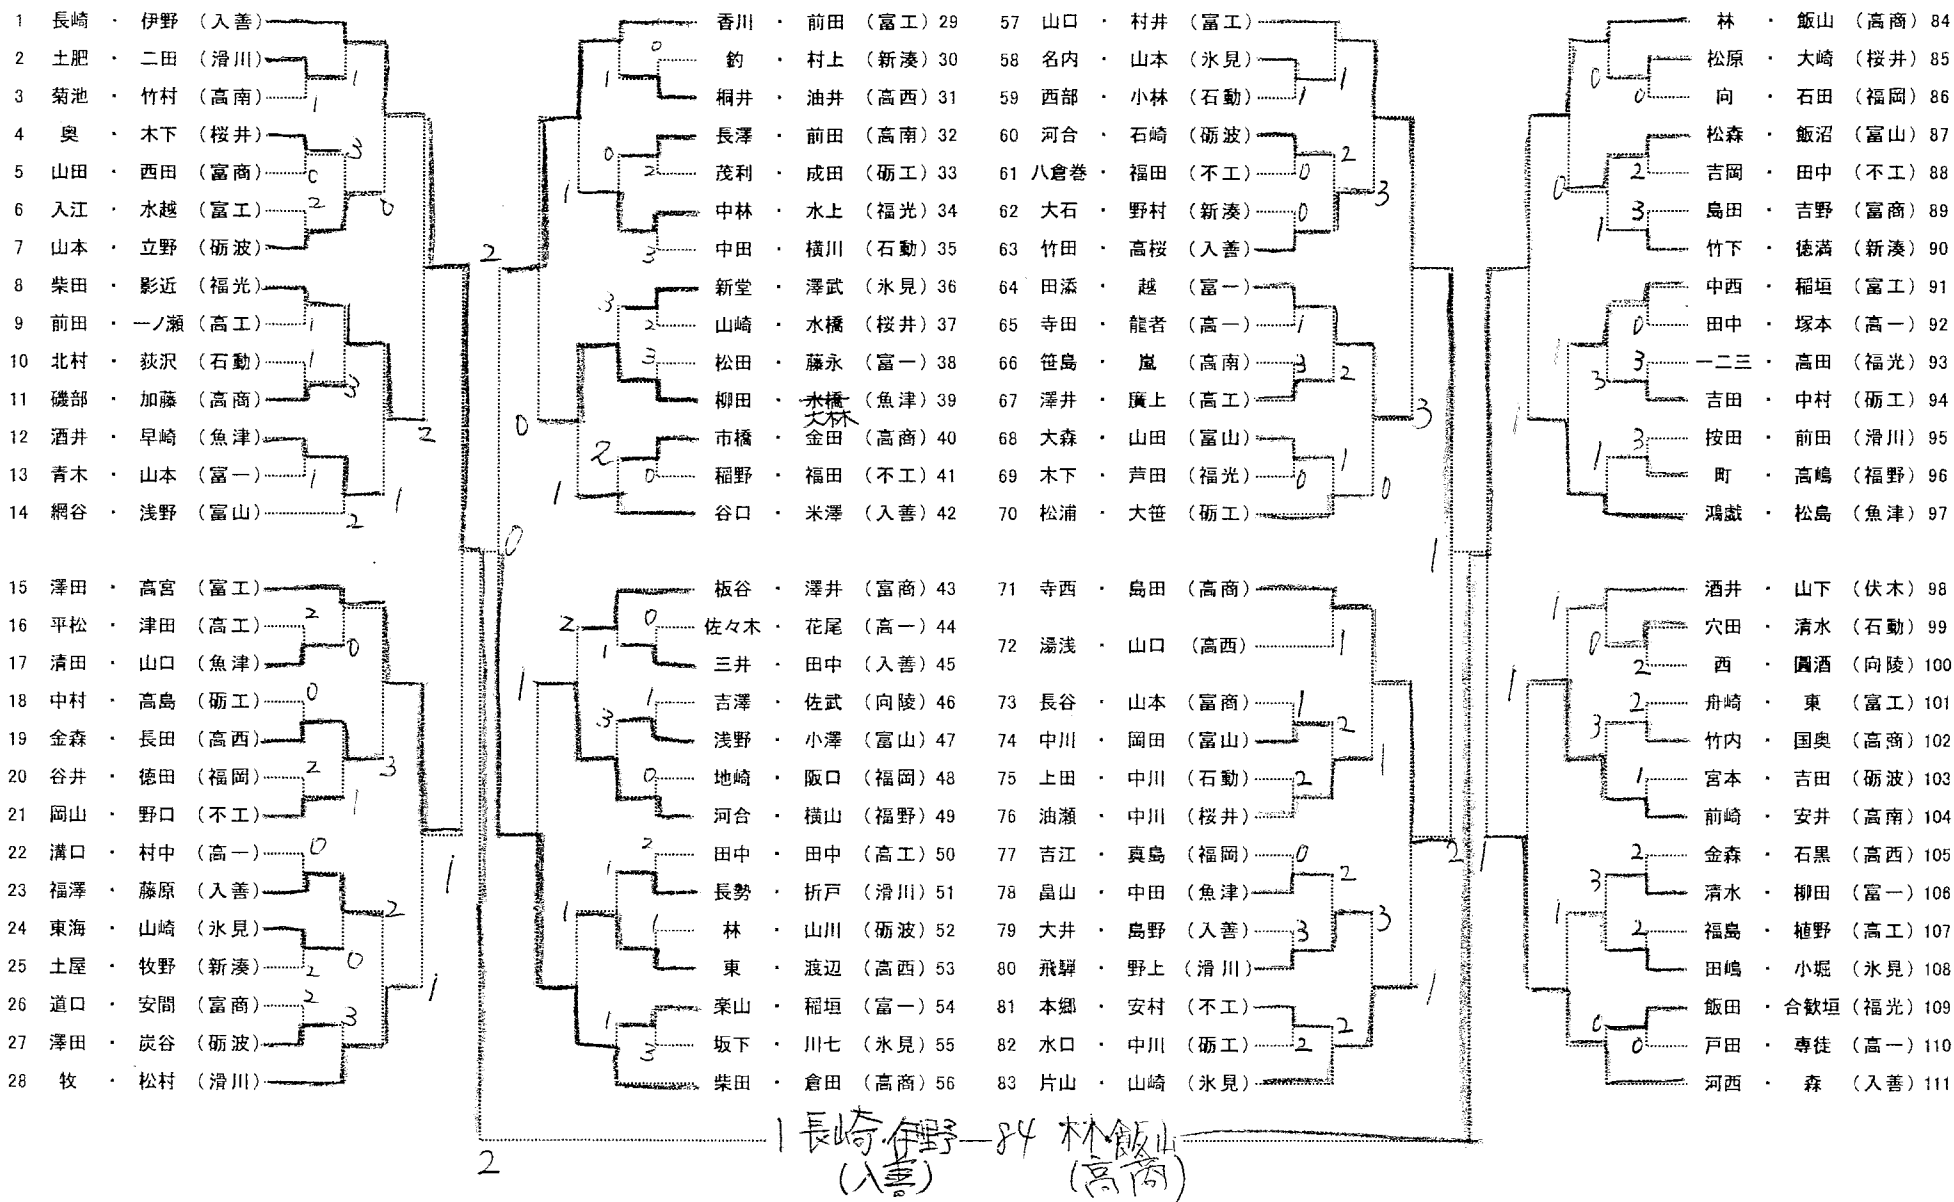 1 長崎 ・ 伊野 (入善)
2 土肥 ・ 二田 (滑川)
3 菊池 ・ 竹村 (高南)
4 奥 ・ 木下 (桜井)
5 山田 ・ 西田 (富商)
6 入江 ・ 水越 (富工)
7 山本 ・ 立野 (砺波)
8 柴田 ・ 影近 (福光)
9 前田 ・ 一ノ瀬 (高工)
10 北村 ・ 荻沢 (石動)
11 磯部 ・ 加藤 (高商)
12 酒井 ・ 早崎 (魚津)
13 青木 ・ 山本 (富一)
14 網谷 ・ 浅野 (富山)
15 澤田 ・ 高宮 (富工)
16 平松 ・ 津田 (高工)
17 清田 ・ 山口 (魚津)
18 中村 ・ 高島 (砺工)
19 金森 ・ 長田 (高西)
20 谷井 ・ 徳田 (福岡)
21 岡山 ・ 野口 (不工)
22 溝口 ・ 村中 (高一)
23 福澤 ・ 藤原 (入善)
24 東海 ・ 山崎 (氷見)
25 土屋 ・ 牧野 (新湊)
26 道口 ・ 安間 (富商)
27 澤田 ・ 炭谷 (砺波)
28 牧 ・ 松村 (滑川)
香川 ・ 前田 (富工) 29
釣 ・ 村上 (新湊) 30
桐井 ・ 油井 (高西) 31
長澤 ・ 前田 (高南) 32
茂利 ・ 成田 (砺工) 33
中林 ・ 水上 (福光) 34
中田 ・ 横川 (石動) 35
新堂 ・ 澤武 (氷見) 36
山崎 ・ 水橋 (桜井) 37
松田 ・ 藤永 (富一) 38
柳田 ・ 水橋 (魚津) 39
大林
市橋 ・ 金田 (高商) 40
稲野 ・ 福田 (不工) 41
谷口 ・ 米澤 (入善) 42
板谷 ・ 澤井 (富商) 43
佐々木 ・ 花尾 (高一) 44
三井 ・ 田中 (入善) 45
吉澤 ・ 佐武 (向陵) 46
浅野 ・ 小澤 (富山) 47
地崎 ・ 阪口 (福岡) 48
河合 ・ 横山 (福野) 49
田中 ・ 田中 (高工) 50
長勢 ・ 折戸 (滑川) 51
林 ・ 山川 (砺波) 52
東 ・ 渡辺 (高西) 53
楽山 ・ 稲垣 (富一) 54
坂下 ・ 川七 (氷見) 55
柴田 ・ 倉田 (高商) 56
57 山口 ・ 村井 (富工)
58 名内 ・ 山本 (氷見)
59 西部 ・ 小林 (石動)
60 河合 ・ 石崎 (砺波)
61 八倉巻 ・ 福田 (不工)
62 大石 ・ 野村 (新湊)
63 竹田 ・ 高桜 (入善)
64 田添 ・ 越 (富一)
65 寺田 ・ 龍者 (高一)
66 笹島 ・ 嵐 (高南)
67 澤井 ・ 廣上 (高工)
68 大森 ・ 山田 (富山)
69 木下 ・ 芦田 (福光)
70 松浦 ・ 大笹 (砺工)
71 寺西 ・ 島田 (高商)
72 湯浅 ・ 山口 (高西)
73 長谷 ・ 山本 (富商)
74 中川 ・ 岡田 (富山)
75 上田 ・ 中川 (石動)
76 油瀬 ・ 中川 (桜井)
77 吉江 ・ 真島 (福岡)
78 畠山 ・ 中田 (魚津)
79 大井 ・ 島野 (入善)
80 飛騨 ・ 野上 (滑川)
81 本郷 ・ 安村 (不工)
82 水口 ・ 中川 (砺工)
83 片山 ・ 山崎 (氷見)
林 ・ 飯山 (高商) 84
松原 ・ 大崎 (桜井) 85
向 ・ 石田 (福岡) 86
松森 ・ 飯沼 (富山) 87
吉岡 ・ 田中 (不工) 88
島田 ・ 吉野 (富商) 89
竹下 ・ 徳満 (新湊) 90
中西 ・ 稲垣 (富工) 91
田中 ・ 塚本 (高一) 92
一二三 ・ 高田 (福光) 93
吉田 ・ 中村 (砺工) 94
按田 ・ 前田 (滑川) 95
町 ・ 高嶋 (福野) 96
鴻戯 ・ 松島 (魚津) 97
酒井 ・ 山下 (伏木) 98
穴田 ・ 清水 (石動) 99
西 ・ 圓酒 (向陵) 100
舟崎 ・ 東 (富工) 101
竹内 ・ 国奥 (高商) 102
宮本 ・ 吉田 (砺波) 103
前崎 ・ 安井 (高南) 104
金森 ・ 石黒 (高西) 105
清水 ・ 柳田 (富一) 106
福島 ・ 植野 (高工) 107
田嶋 ・ 小堀 (氷見) 108
飯田 ・ 合歓垣 (福光) 109
戸田 ・ 専徒 (高一) 110
河西 ・ 森 (入善) 111
1 長崎・伊野 — 84 林・飯山
(入善) (高商)
2